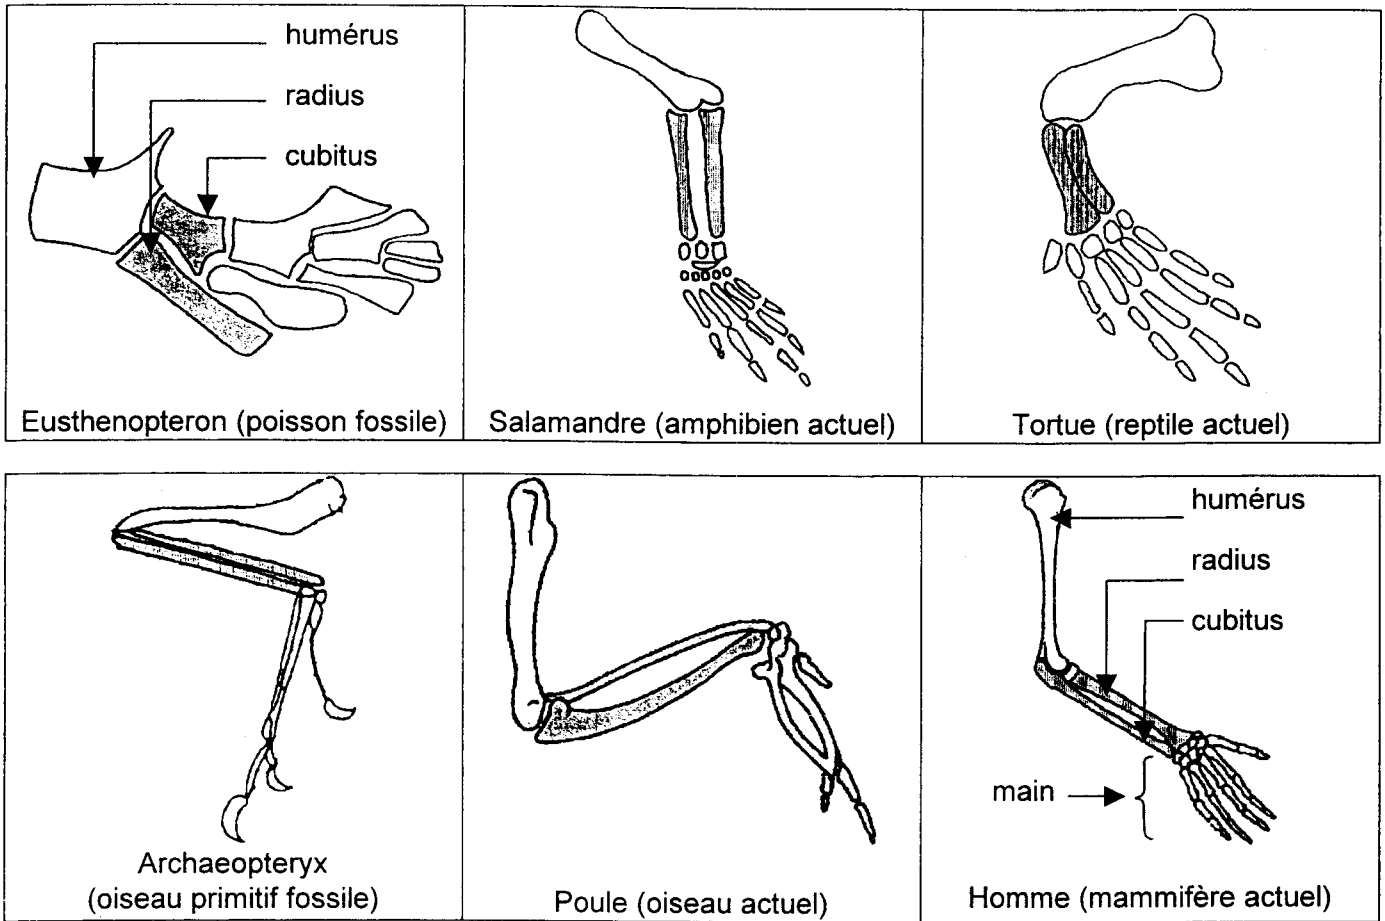 humérus
radius
cubitus
Eusthenopteron (poisson fossile)
Salamandre (amphibien actuel)
Tortue (reptile actuel)
humérus
radius
cubitus
main
Archaeopteryx
(oiseau primitif fossile)
Poule (oiseau actuel)
Homme (mammifère actuel)